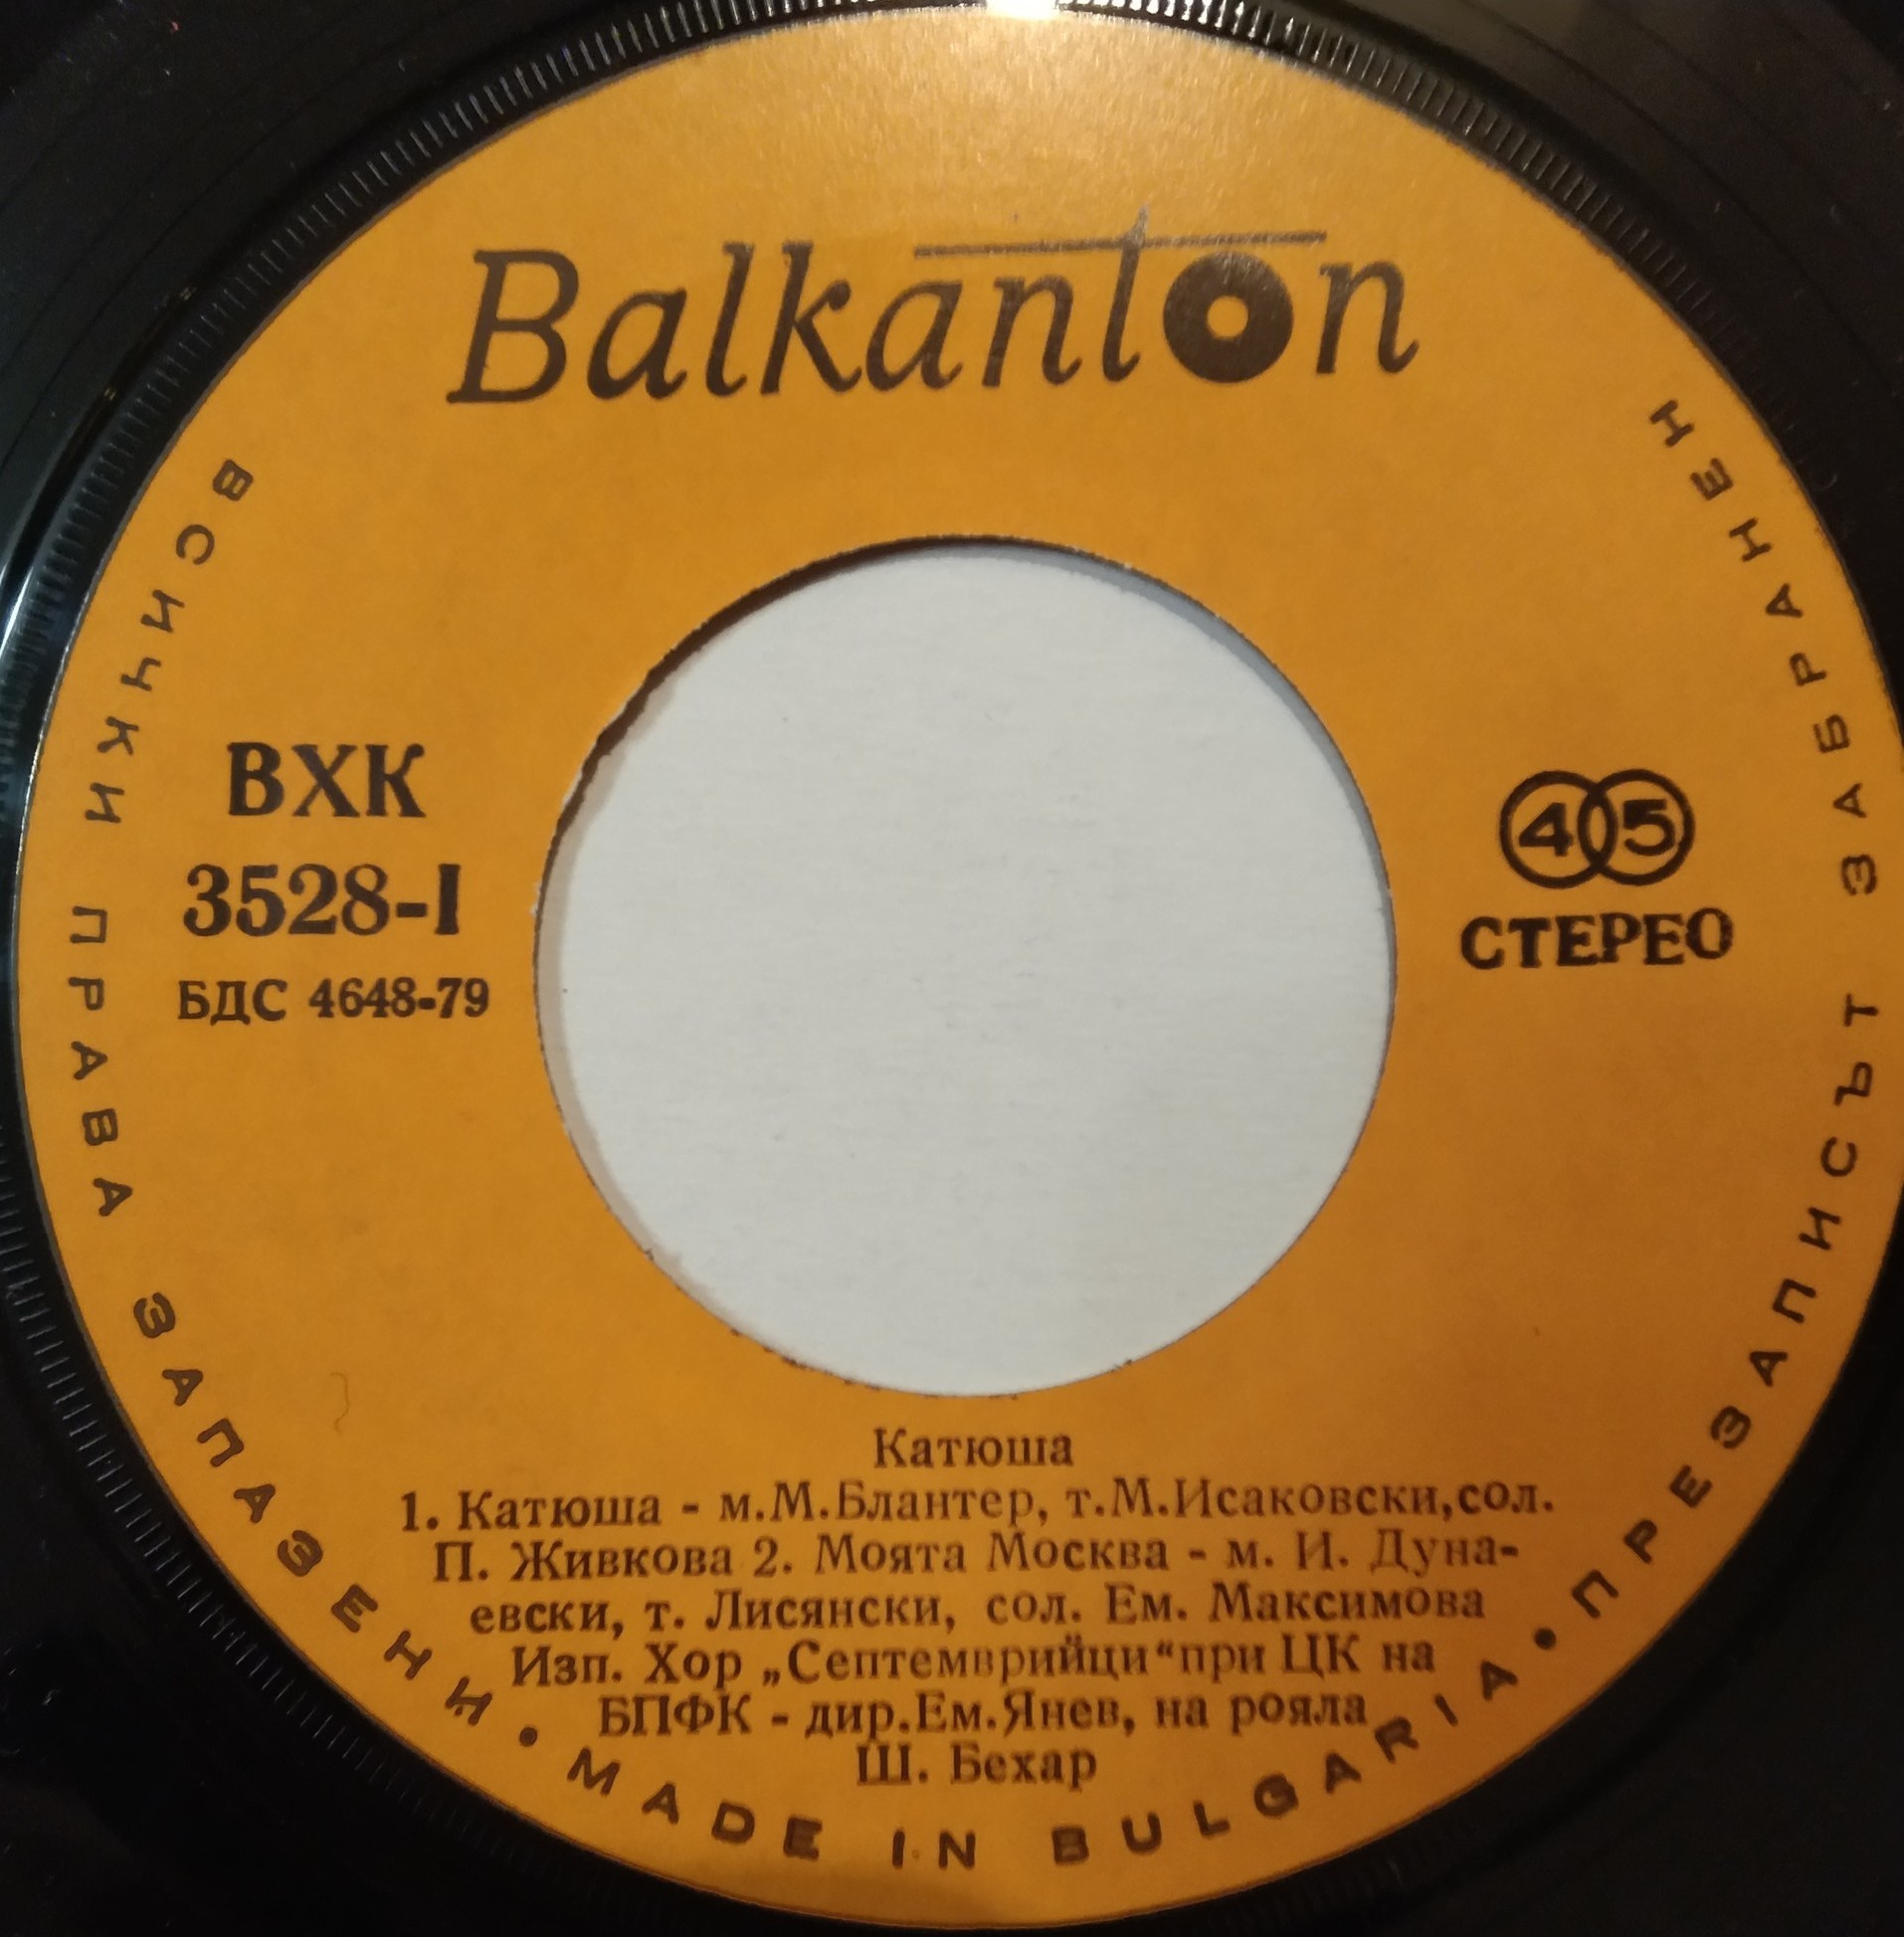 Balkanton
ВХК
3528-I
БДС 4648-79
45
СТЕРЕО
Катюша
1. Катюша - м.М.Блантер, т.М.Исаковски,сол.
П. Живкова 2. Моята Москва - м. И. Дуна-
евски, т. Лисянски, сол. Ем. Максимова
Изп. Хор „Септемврийци“при ЦК на
БПФК - дир.Ем.Янев, на рояла
Ш. Бехар
ВСИЧКИ ПРАВА ЗАПАЗЕНИ • MADE IN BULGARIA • ПРЕЗАПИСЪТ ЗАБРАНЕН